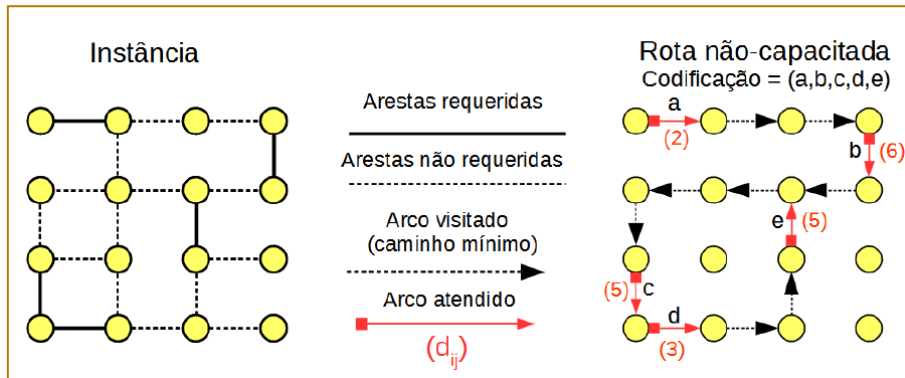 Instância
Arestas requeridas
Arestas não requeridas
Arco visitado
(caminho mínimo)
Arco atendido
(dij)
Rota não-capacitada
Codificação = (a,b,c,d,e)
a
(2)
b
(6)
e
(5)
(5)
c
d
(3)